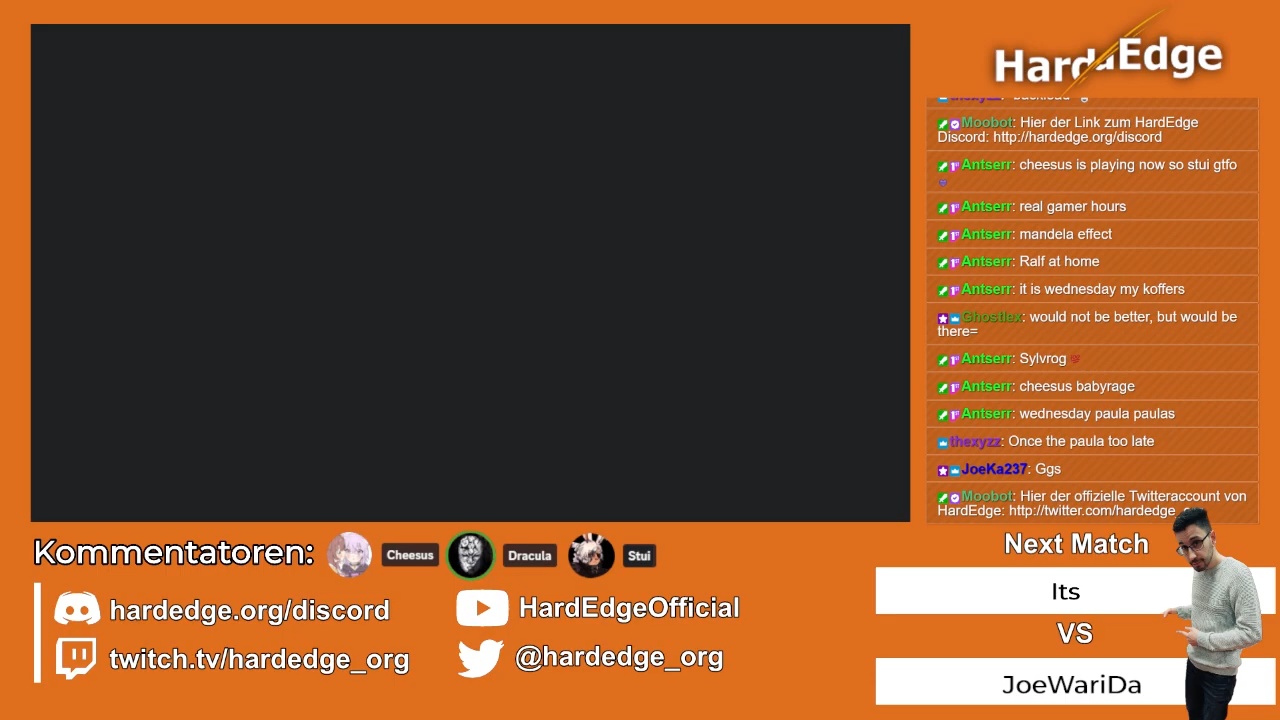 HardEdge
Moobot: Hier der Link zum HardEdge
Discord: http://hardedge.org/discord
Antserr: cheesus is playing now so stui gtfo
Antserr: real gamer hours
Antserr: mandela effect
Antserr: Ralf at home
Antserr: it is wednesday my koffers
Ghostlex: would not be better, but would be
there=
Antserr: Sylvrog
Antserr: cheesus babyrage
Antserr: wednesday paula paulas
thexyzz: Once the paula too late
JoeKa237: Ggs
Moobot: Hier der offizielle Twitteraccount von
HardEdge: http://twitter.com/hardedge_
Kommentatoren: Cheesus Dracula Stui
hardedge.org/discord
HardEdgeOfficial
twitch.tv/hardedge_org
@hardedge_org
Next Match
Its
VS
JoeWariDa